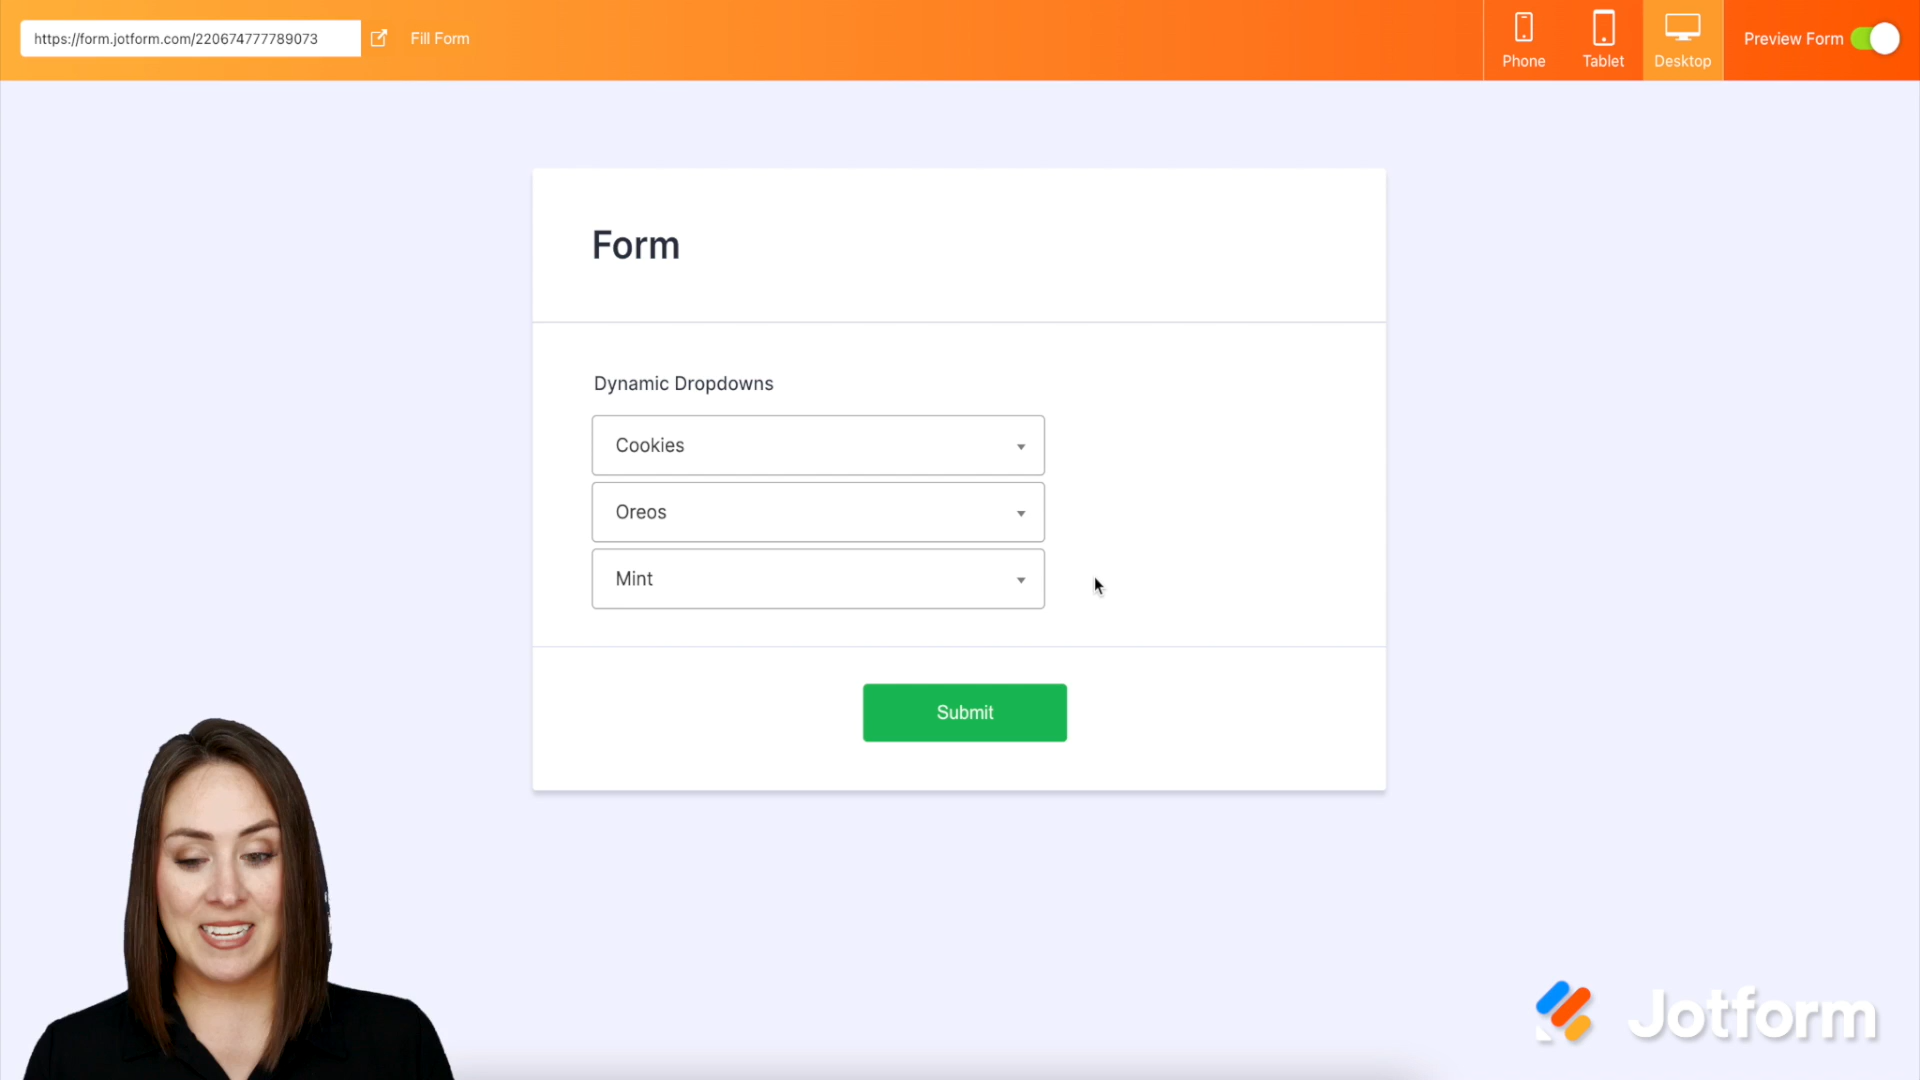 https://form.jotform.com/220674777789073
Fill Form
Phone
Tablet
Desktop
Preview Form
Form
Dynamic Dropdowns
Cookies
Oreos
Mint
Submit
Jotform